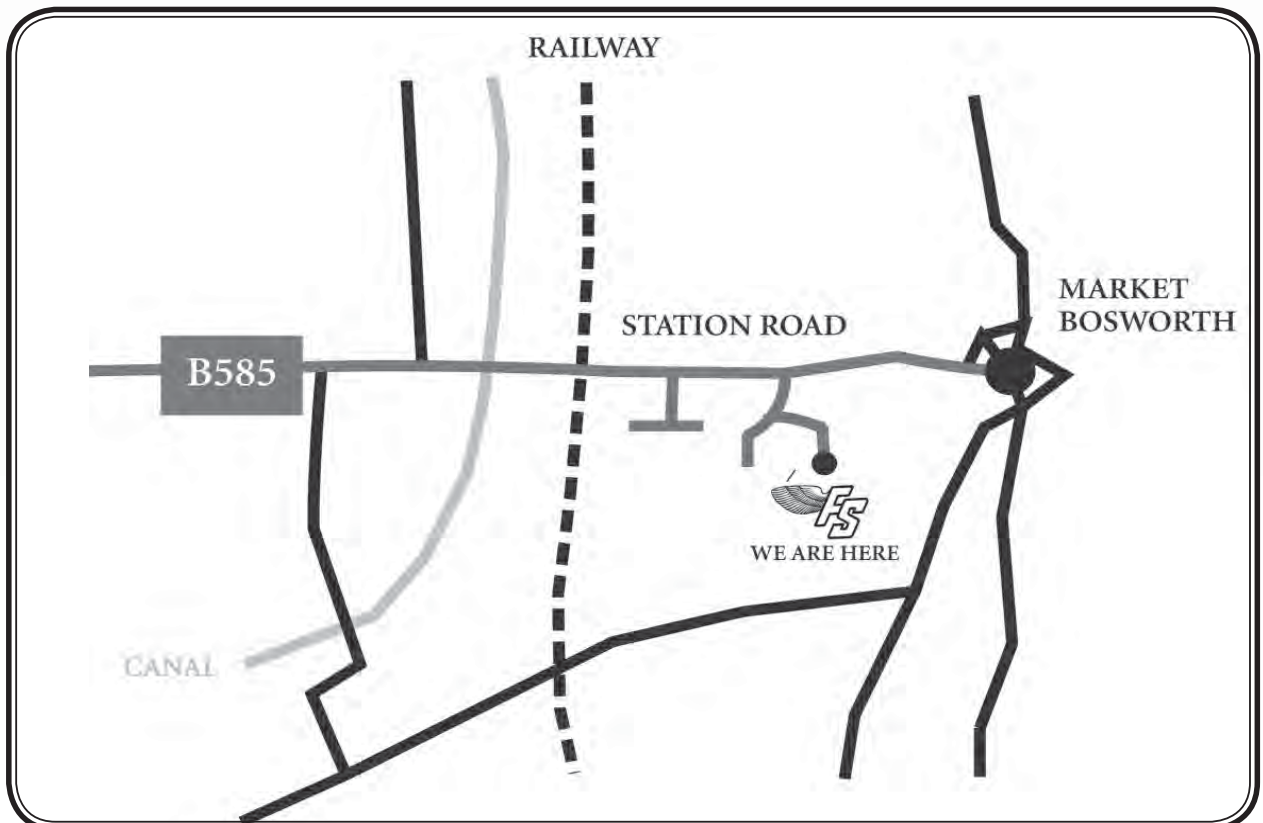 RAILWAY
MARKET
BOSWORTH
STATION ROAD
B585
FS
WE ARE HERE
CANAL